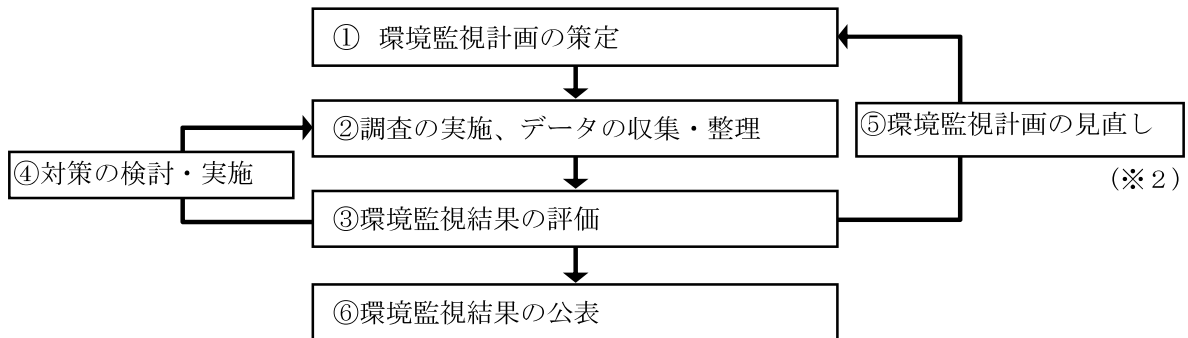 ① 環境監視計画の策定
②調査の実施、データの収集・整理
⑤環境監視計画の見直し
(※2)
④対策の検討・実施
③環境監視結果の評価
⑥環境監視結果の公表